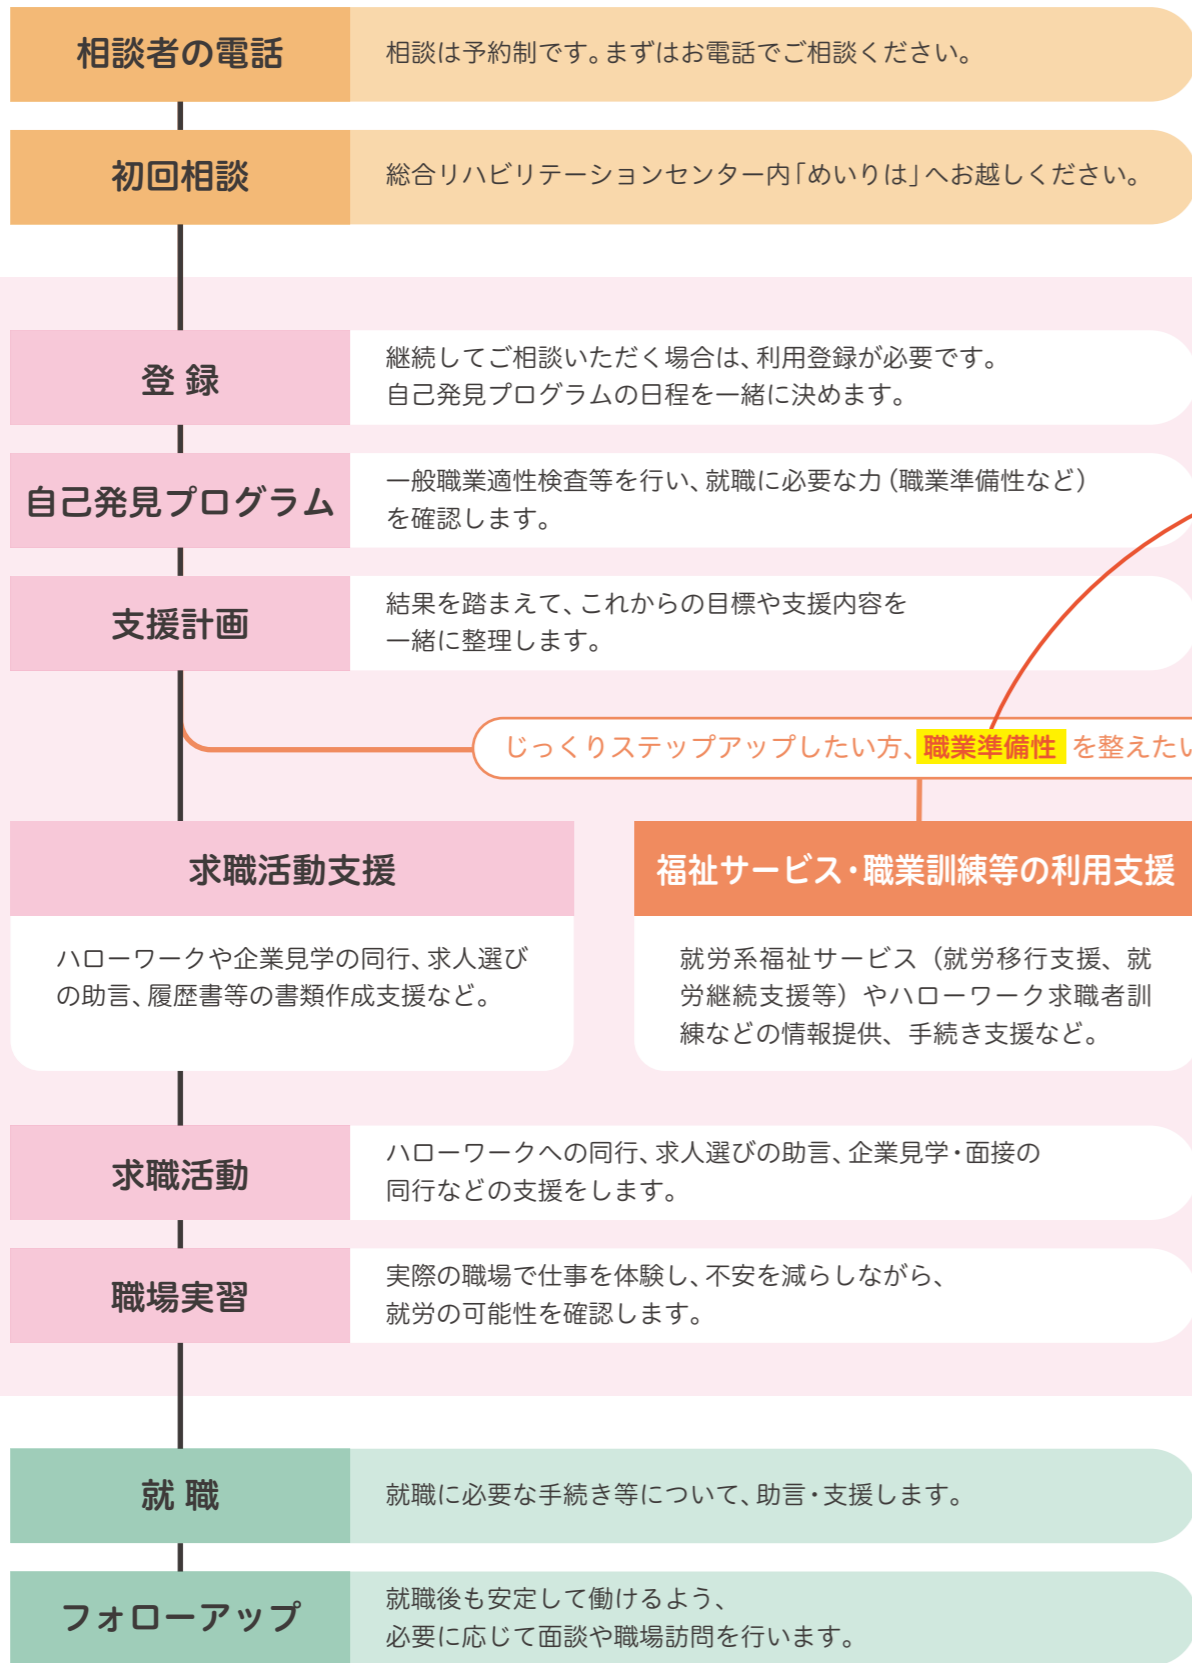 相談者の電話
相談は予約制です。まずはお電話でご相談ください。
初回相談
総合リハビリテーションセンター内「めいりは」へお越しください。
登 録
継続してご相談いただく場合は、利用登録が必要です。
自己発見プログラムの日程を一緒に決めます。
自己発見プログラム
一般職業適性検査等を行い、就職に必要な力（職業準備性など）
を確認します。
支援計画
結果を踏まえて、これからの目標や支援内容を
一緒に整理します。
じっくりステップアップしたい方、職業準備性 を整えたい
求職活動支援
ハローワークや企業見学の同行、求人選び
の助言、履歴書等の書類作成支援など。
福祉サービス・職業訓練等の利用支援
就労系福祉サービス（就労移行支援、就
労継続支援等）やハローワーク求職者訓
練などの情報提供、手続き支援など。
求職活動
ハローワークへの同行、求人選びの助言、企業見学・面接の
同行などの支援をします。
職場実習
実際の職場で仕事を体験し、不安を減らしながら、
就労の可能性を確認します。
就 職
就職に必要な手続き等について、助言・支援します。
フォローアップ
就職後も安定して働けるよう、
必要に応じて面談や職場訪問を行います。